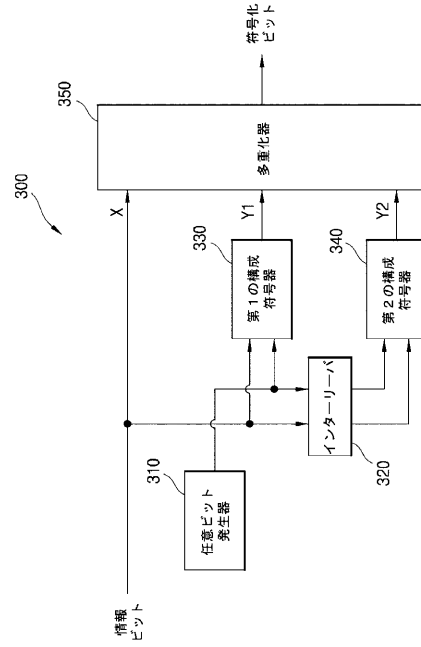 300
情報
ビット
310
任意ビット
発生器
320
インターリーバ
330
第1の構成
符号器
340
第2の構成
符号器
X
Y1
Y2
350
多重化器
符号化
ビット